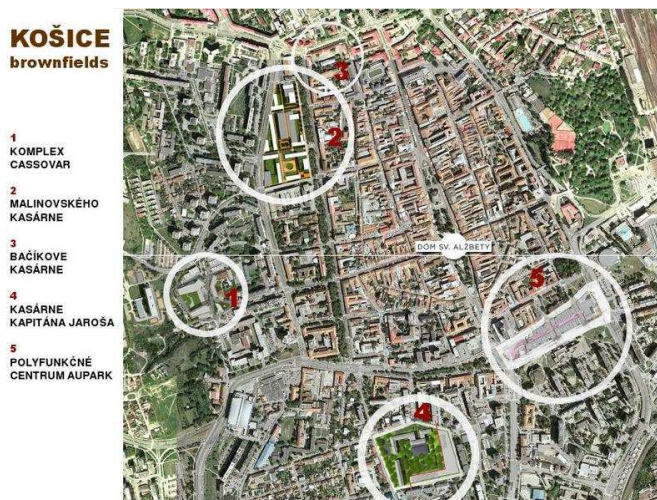 KOŠICE
brownfields
1
KOMPLEX
CASSOVAR
2
MALINOVSKÉHO
KASÁRNE
3
BAČÍKOVE
KASÁRNE
4
KASÁRNE
KAPITÁNA JAROŠA
5
POLYFUNKČNÉ
CENTRUM AUPARK
3
2
DÓM SV. ALŽBETY
5
1
4